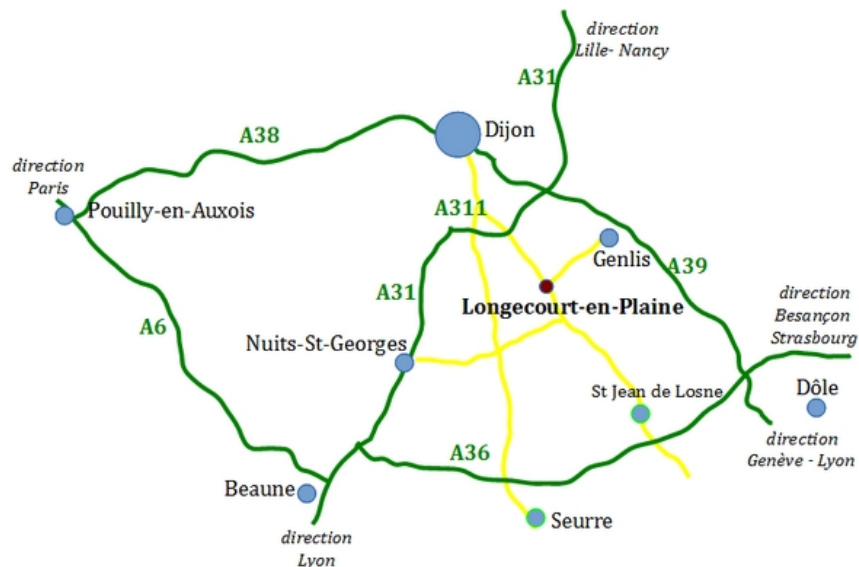 direction
Lille- Nancy
A31
A38
Dijon
direction
Paris
Pouilly-en-Auxois
A311
Genlis
A39
A31
Longecourt-en-Plaine
direction
Besançon
Strasbourg
A6
Nuits-St-Georges
St Jean de Losne
Dôle
A36
direction
Genève - Lyon
Beaune
Seurre
direction
Lyon